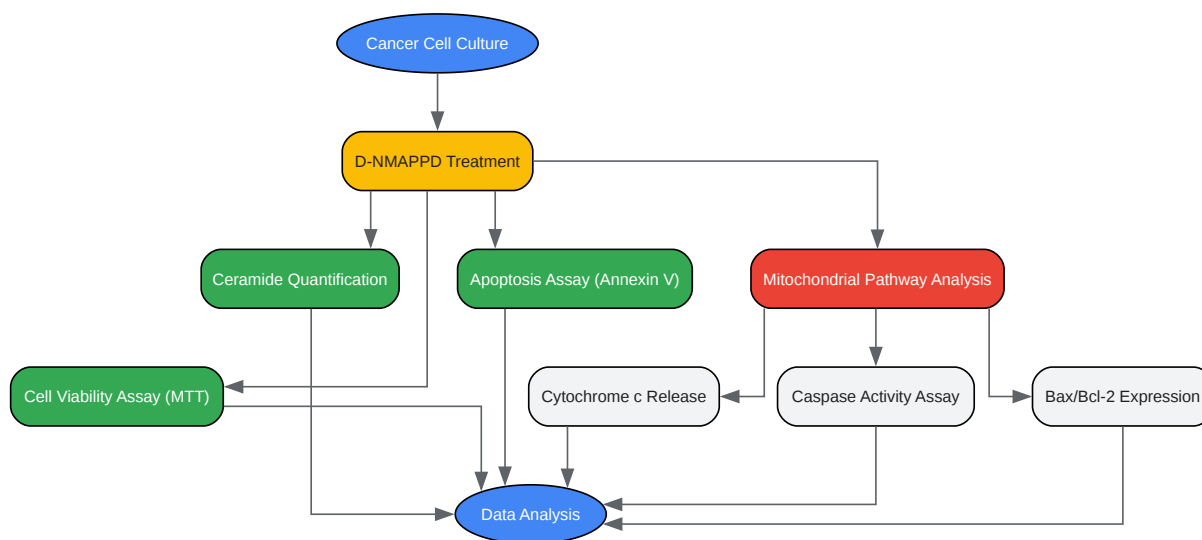 Cancer Cell Culture
D-NMAPPD Treatment
Ceramide Quantification
Apoptosis Assay (Annexin V)
Mitochondrial Pathway Analysis
Cell Viability Assay (MTT)
Cytochrome c Release
Caspase Activity Assay
Bax/Bcl-2 Expression
Data Analysis